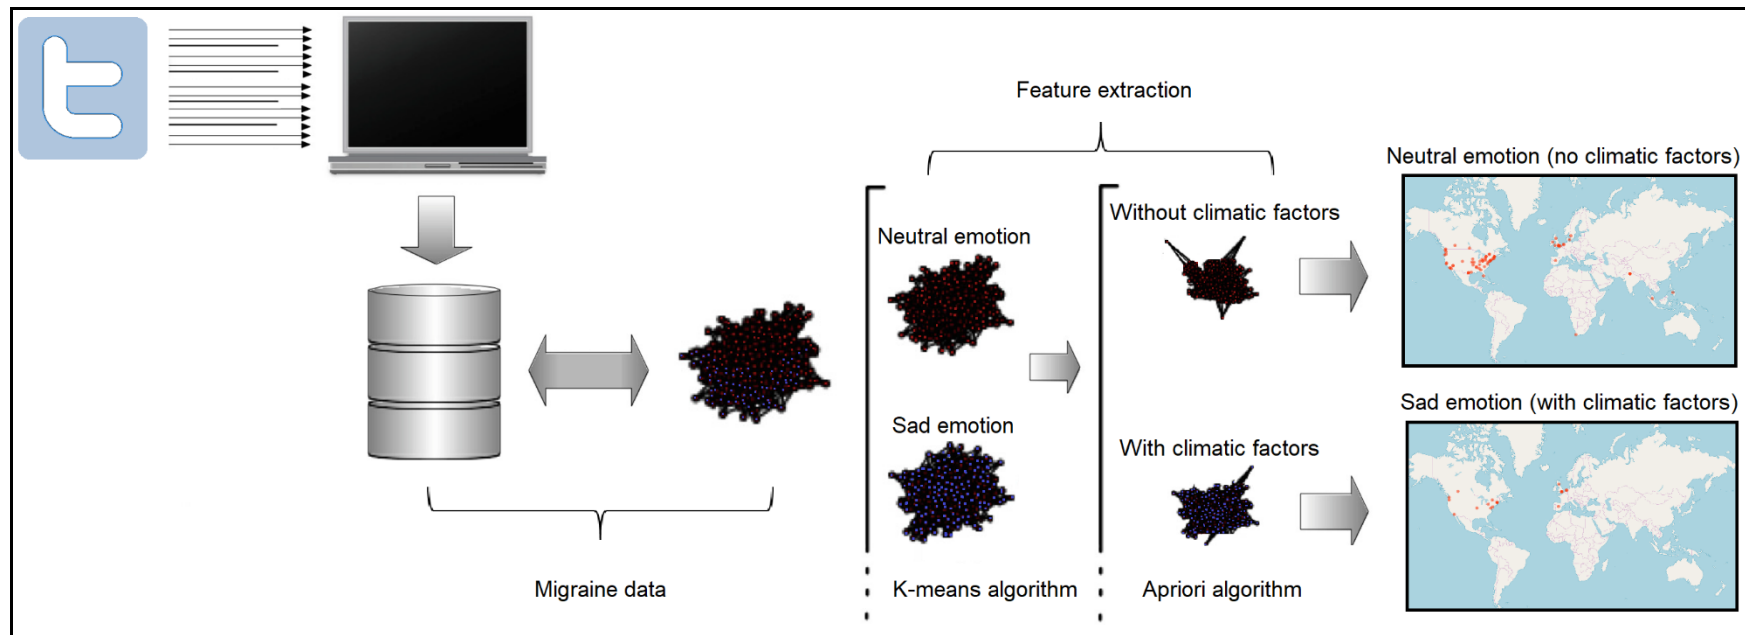 Feature extraction
Neutral emotion (no climatic factors)
Without climatic factors
Neutral emotion
Sad emotion (with climatic factors)
Sad emotion
With climatic factors
Migraine data
K-means algorithm
Apriori algorithm